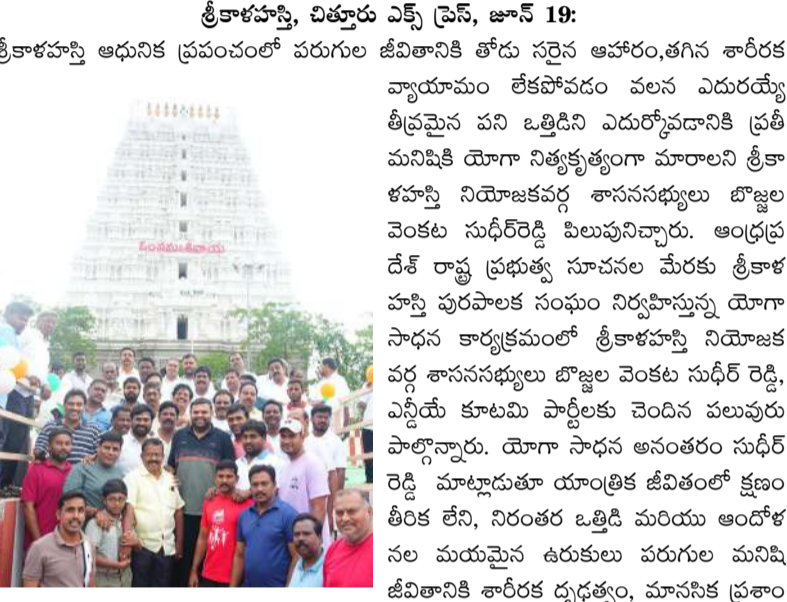 శ్రీకాళహస్తి, చిత్తూరు ఎక్స్ ప్రెస్, జూన్ 19:
శ్రీకాళహస్తి ఆధునిక ప్రపంచంలో పరుగుల జీవితానికి తోడు సరైన ఆహారం,తగిన శారీరక
వ్యాయామం లేకపోవడం వలన ఎదురయ్యే
తీవ్రమైన పని ఒత్తిడిని ఎదుర్కోవడానికి ప్రతీ
మనిషికి యోగా నిత్యకృత్యంగా మారాలని శ్రీకా
ళహస్తి నియోజకవర్గ శాసనసభ్యులు బొజ్జల
వెంకట సుధీర్‌రెడ్డి పిలుపునిచ్చారు. ఆంధ్రప్ర
దేశ్ రాష్ట్ర ప్రభుత్వ సూచనల మేరకు శ్రీకాళ
హస్తి పురపాలక సంఘం నిర్వహిస్తున్న యోగా
సాధన కార్యక్రమంలో శ్రీకాళహస్తి నియోజక
వర్గ శాసనసభ్యులు బొజ్జల వెంకట సుధీర్ రెడ్డి,
ఎన్డీయే కూటమి పార్టీలకు చెందిన పలువురు
పాల్గొన్నారు. యోగా సాధన అనంతరం సుధీర్
రెడ్డి మాట్లాడుతూ యాంత్రిక జీవితంలో క్షణం
తీరిక లేని, నిరంతర ఒత్తిడి మరియు ఆందోళ
నల మయమైన ఉరుకులు పరుగుల మనిషి
జీవితానికి శారీరక దృఢత్వం, మానసిక ప్రశాం
ఓంనమఃశివాయ